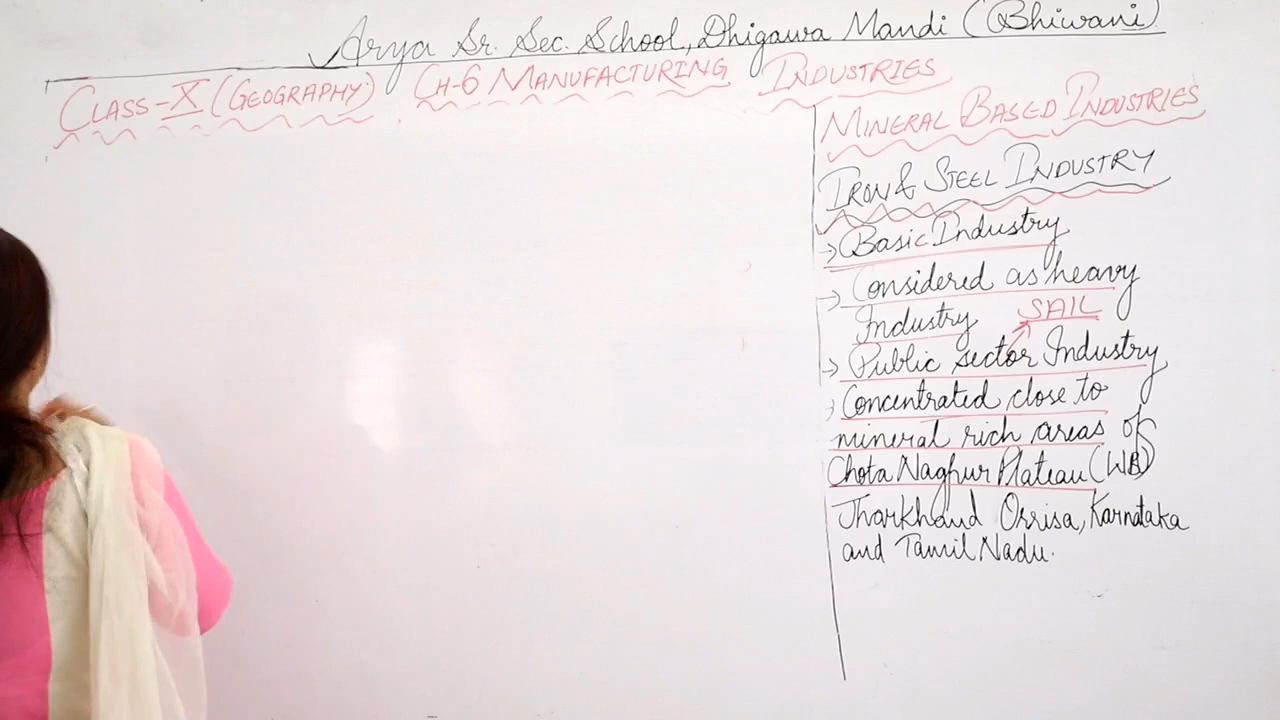 Arya Sr. Sec. School, Dhigawa Mandi (Bhiwani)
CLASS-X (GEOGRAPHY) CH-6 MANUFACTURING INDUSTRIES
MINERAL BASED INDUSTRIES
IRON & STEEL INDUSTRY
→ Basic Industry
→ Considered as heavy
Industry SAIL
→ Public sector Industry
→ Concentrated close to
mineral rich areas of
Chota Nagpur Plateau (WB)
Jharkhand Orrisa, Karnataka
and Tamil Nadu.